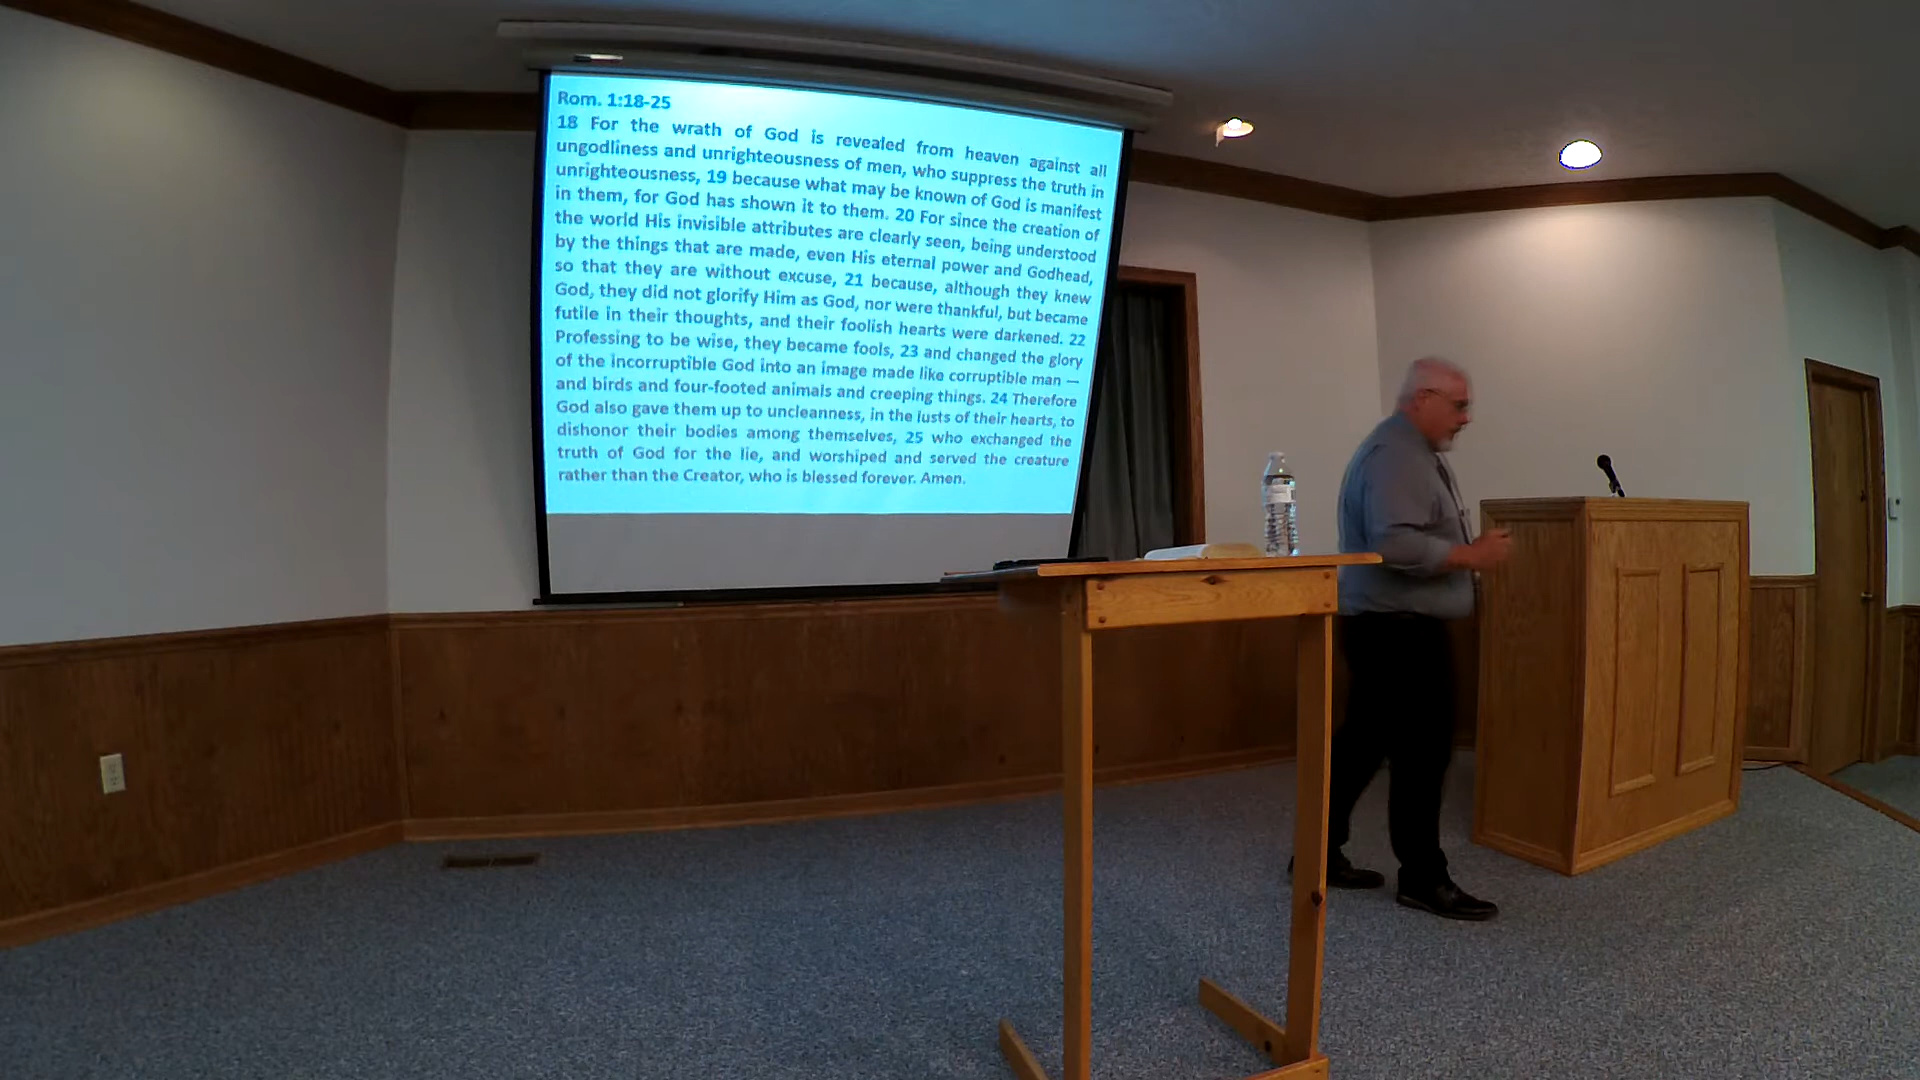 Rom. 1:18-25
18 For the wrath of God is revealed from heaven against all
ungodliness and unrighteousness of men, who suppress the truth in
unrighteousness, 19 because what may be known of God is manifest
in them, for God has shown it to them. 20 For since the creation of
the world His invisible attributes are clearly seen, being understood
by the things that are made, even His eternal power and Godhead,
so that they are without excuse, 21 because, although they knew
God, they did not glorify Him as God, nor were thankful, but became
futile in their thoughts, and their foolish hearts were darkened. 22
Professing to be wise, they became fools, 23 and changed the glory
of the incorruptible God into an image made like corruptible man —
and birds and four-footed animals and creeping things. 24 Therefore
God also gave them up to uncleanness, in the lusts of their hearts, to
dishonor their bodies among themselves, 25 who exchanged the
truth of God for the lie, and worshiped and served the creature
rather than the Creator, who is blessed forever. Amen.